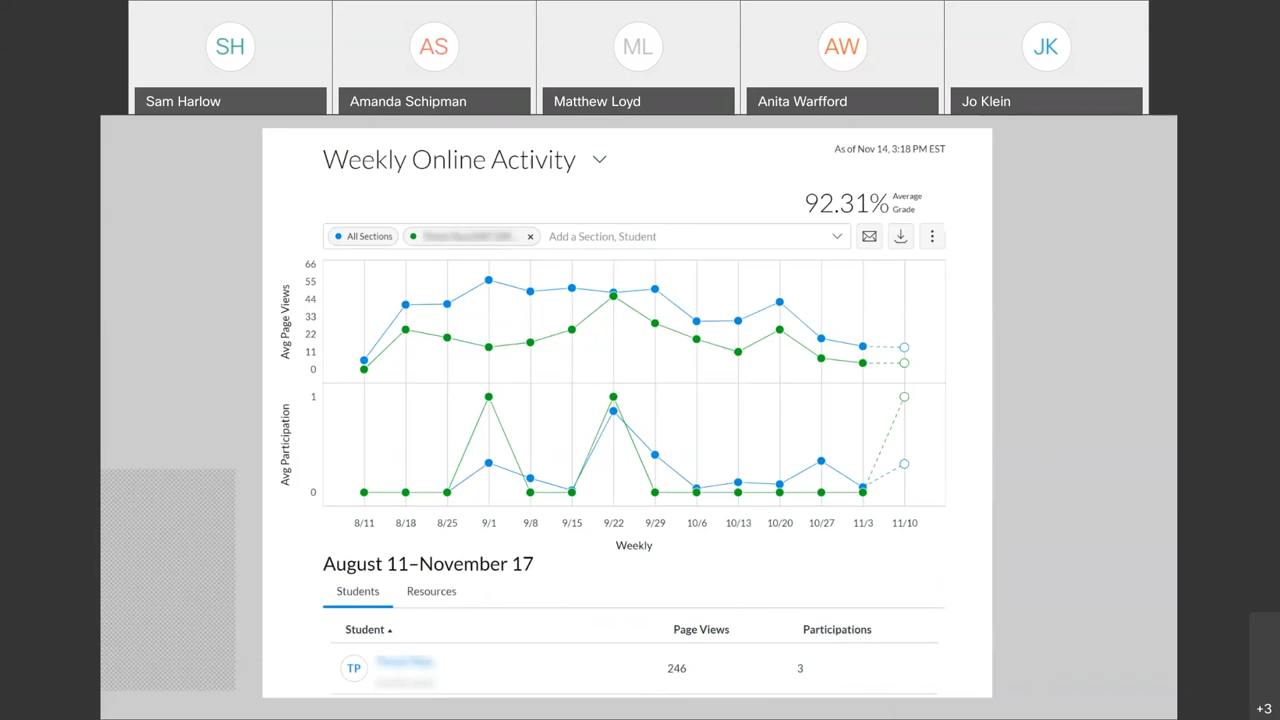 SH AS ML AW JK
Sam Harlow Amanda Schipman Matthew Loyd Anita Warfford Jo Klein
Weekly Online Activity
As of Nov 14, 3:18 PM EST
92.31% Average Grade
All Sections
Add a Section, Student
66
55
44
33
22
11
0
Avg Page Views
1
0
Avg Participation
8/11 8/18 8/25 9/1 9/8 9/15 9/22 9/29 10/6 10/13 10/20 10/27 11/3 11/10
Weekly
August 11–November 17
Students Resources
Student Page Views Participations
TP 246 3
+3